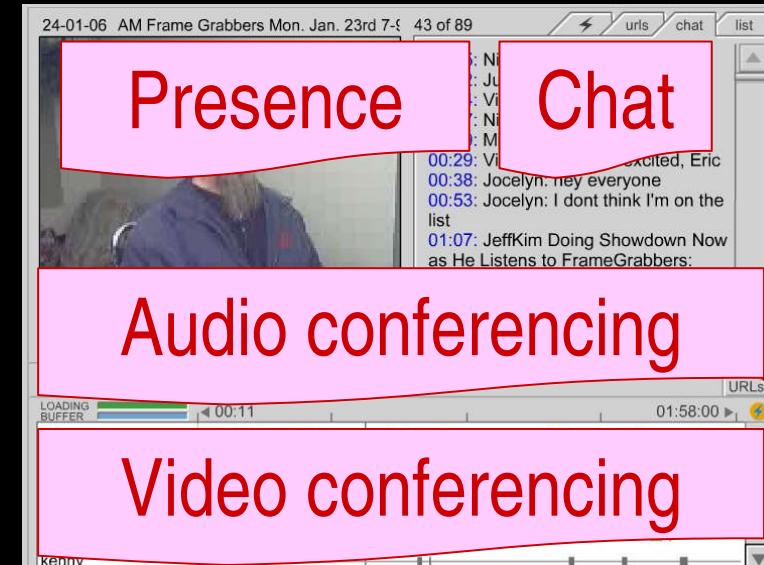 24-01-06 AM Frame Grabbers Mon. Jan. 23rd 7-9
43 of 89
urls chat list
Presence
Chat
00:29: excited, Eric
00:38: Jocelyn: hey everyone
00:53: Jocelyn: I dont think I'm on the
list
01:07: JeffKim Doing Showdown Now
as He Listens to FrameGrabbers:
Audio conferencing
URLs
LOADING
BUFFER
00:11
01:58:00
Video conferencing
kenny